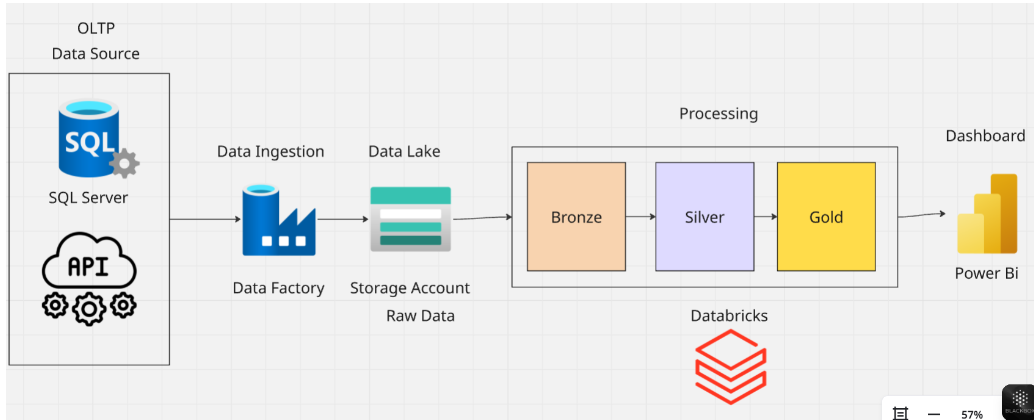 OLTP
Data Source
SQL
SQL Server
API
Data Ingestion
Data Factory
Data Lake
Storage Account
Raw Data
Processing
Bronze
Silver
Gold
Databricks
Dashboard
Power Bi
57%